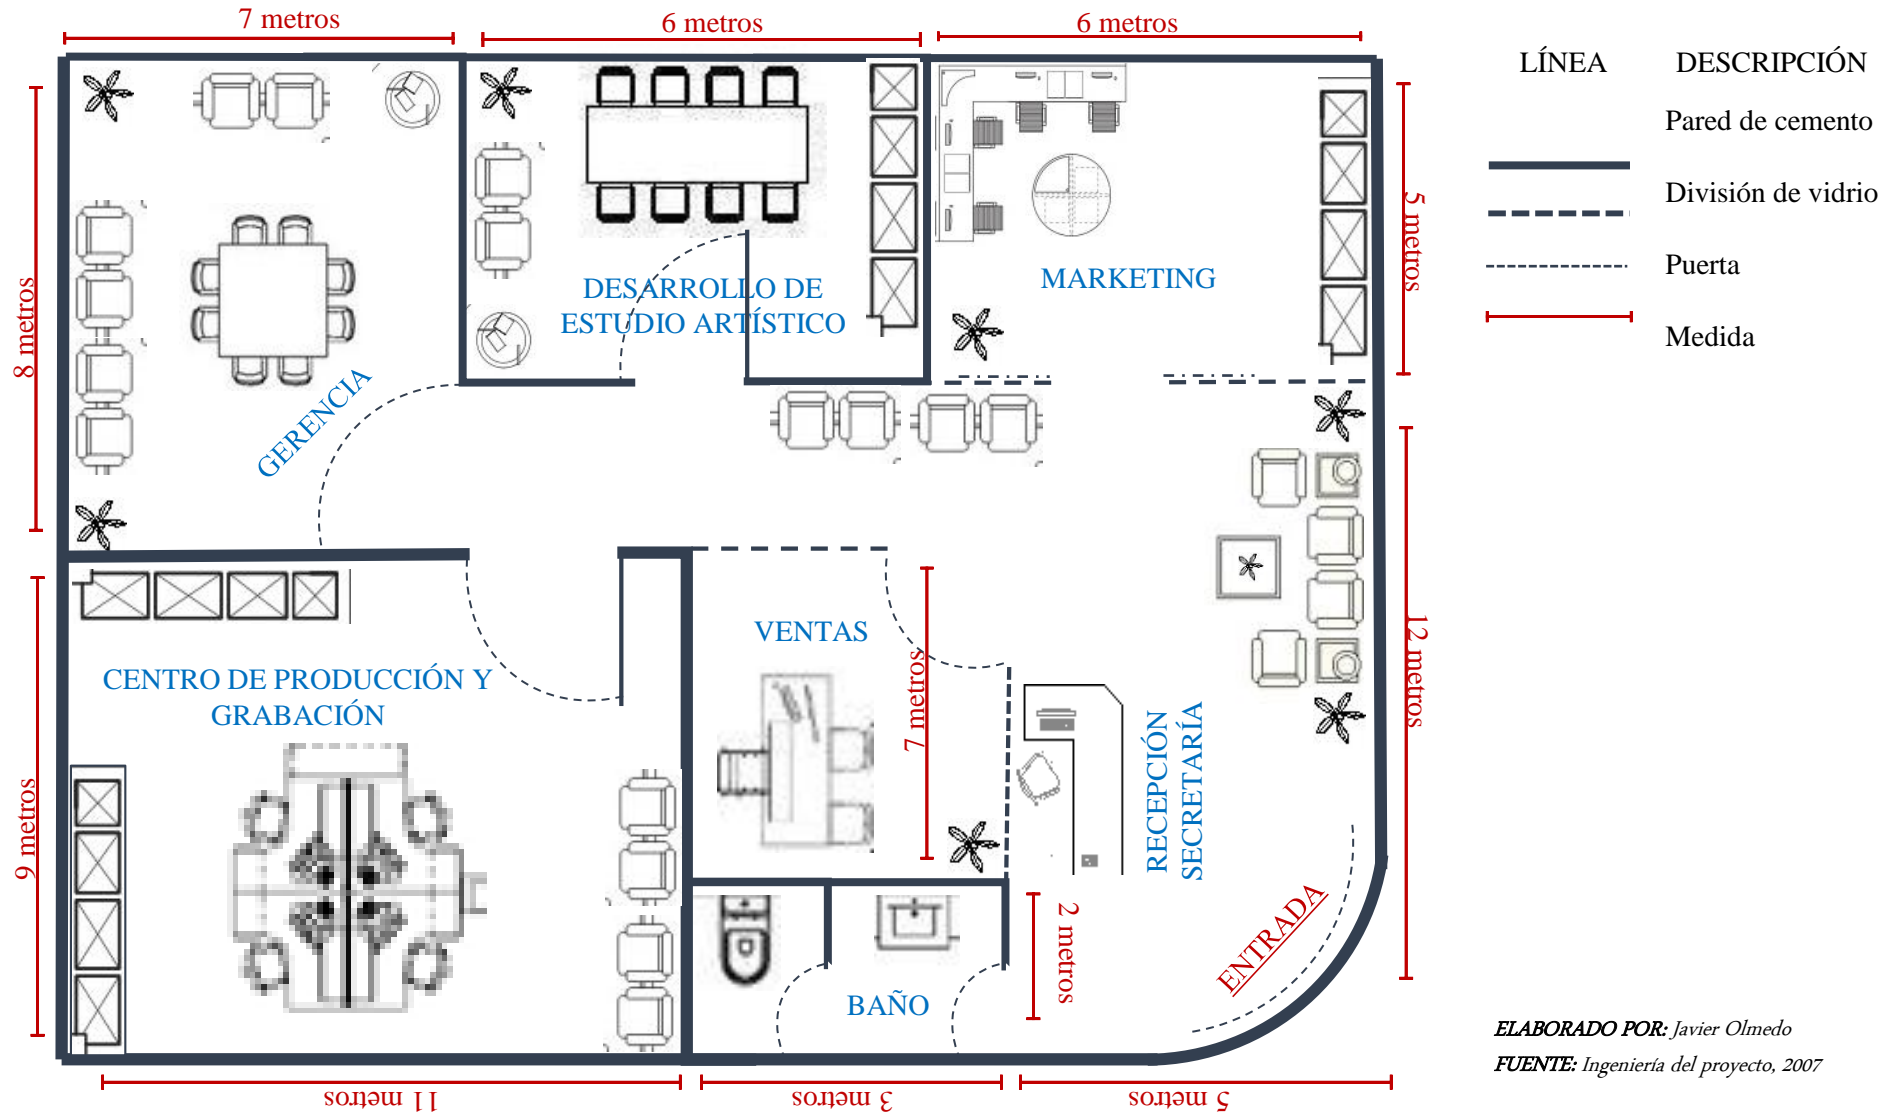 7 metros
6 metros
6 metros
LÍNEA
DESCRIPCIÓN
Pared de cemento
División de vidrio
Puerta
Medida
8 metros
5 metros
DESARROLLO DE
ESTUDIO ARTÍSTICO
MARKETING
GERENCIA
VENTAS
7 metros
12 metros
CENTRO DE PRODUCCIÓN Y
GRABACIÓN
RECEPCIÓN
SECRETARÍA
9 metros
2 metros
ENTRADA
BAÑO
11 metros
3 metros
5 metros
ELABORADO POR: Javier Olmedo
FUENTE: Ingeniería del proyecto, 2007